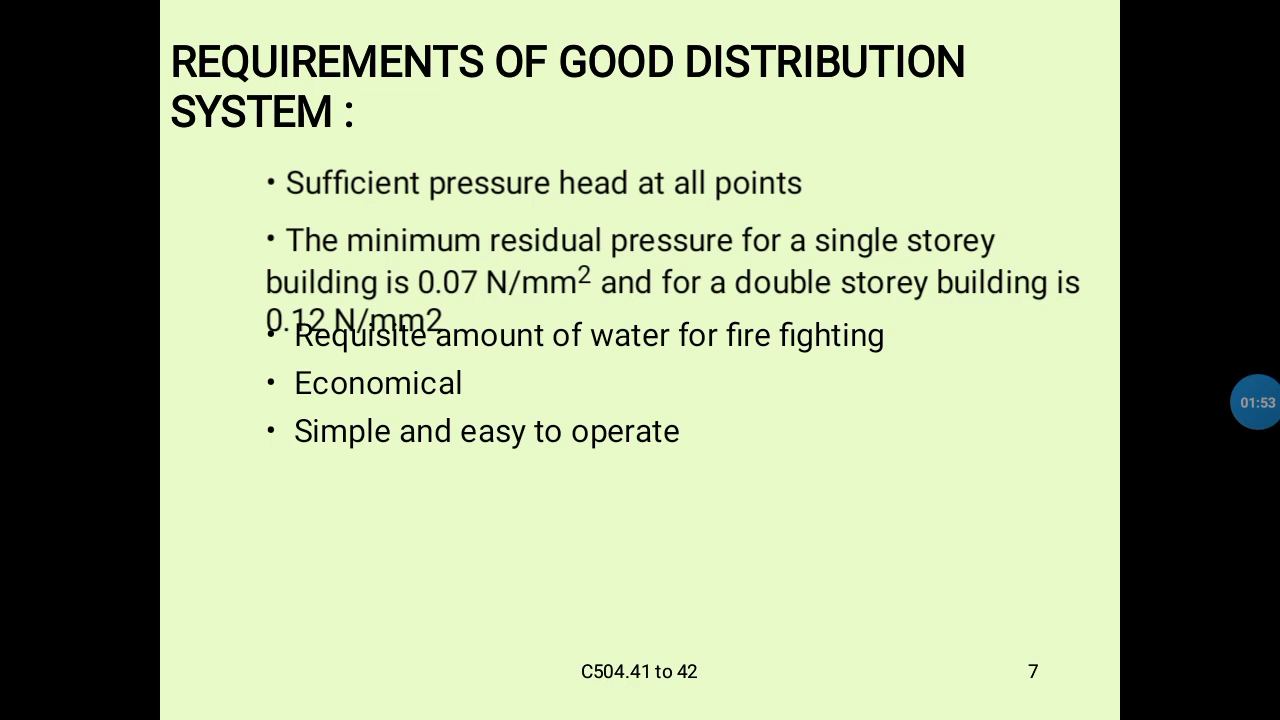 REQUIREMENTS OF GOOD DISTRIBUTION
SYSTEM :
• Sufficient pressure head at all points
• The minimum residual pressure for a single storey
building is 0.07 N/mm² and for a double storey building is
0.12 N/mm2
• Requisite amount of water for fire fighting
• Economical
• Simple and easy to operate
01:53
C504.41 to 42
7